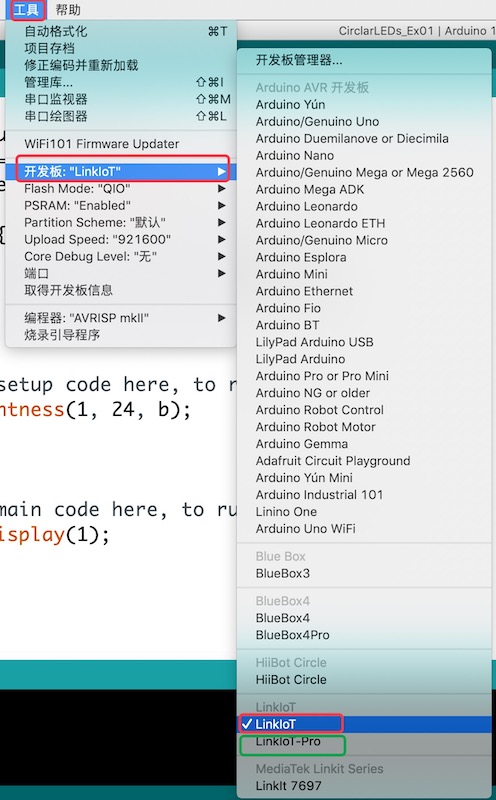 工具 帮助
自动格式化 ⌘T
项目存档
修正编码并重新加载
管理库... ⇧⌘I
串口监视器 ⇧⌘M
串口绘图器 ⇧⌘L
WiFi101 Firmware Updater
开发板: "LinkIoT"
Flash Mode: "QIO"
PSRAM: "Enabled"
Partition Scheme: "默认"
Upload Speed: "921600"
Core Debug Level: "无"
端口
取得开发板信息
编程器: "AVRISP mkII"
烧录引导程序
CirclarLEDs_Ex01 | Arduino 1
开发板管理器...
Arduino AVR 开发板
Arduino Yún
Arduino/Genuino Uno
Arduino Duemilanove or Diecimila
Arduino Nano
Arduino/Genuino Mega or Mega 2560
Arduino Mega ADK
Arduino Leonardo
Arduino Leonardo ETH
Arduino/Genuino Micro
Arduino Esplora
Arduino Mini
Arduino Ethernet
Arduino Fio
Arduino BT
LilyPad Arduino USB
LilyPad Arduino
Arduino Pro or Pro Mini
Arduino NG or older
Arduino Robot Control
Arduino Robot Motor
Arduino Gemma
Adafruit Circuit Playground
Arduino Yún Mini
Arduino Industrial 101
Linino One
Arduino Uno WiFi
Blue Box
BlueBox3
BlueBox4
BlueBox4
BlueBox4Pro
HiiBot Circle
HiiBot Circle
LinkIoT
✓ LinkIoT
LinkIoT-Pro
MediaTek Linkit Series
LinkIt 7697
setup code here, to r
ntness(1, 24, b);
main code here, to ru
isplay(1);